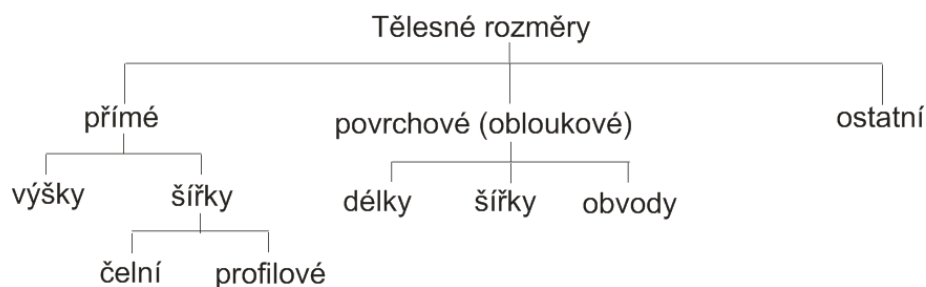 Tělesné rozměry
přímé povrchové (obloukové) ostatní
výšky šířky délky šířky obvody
čelní profilové